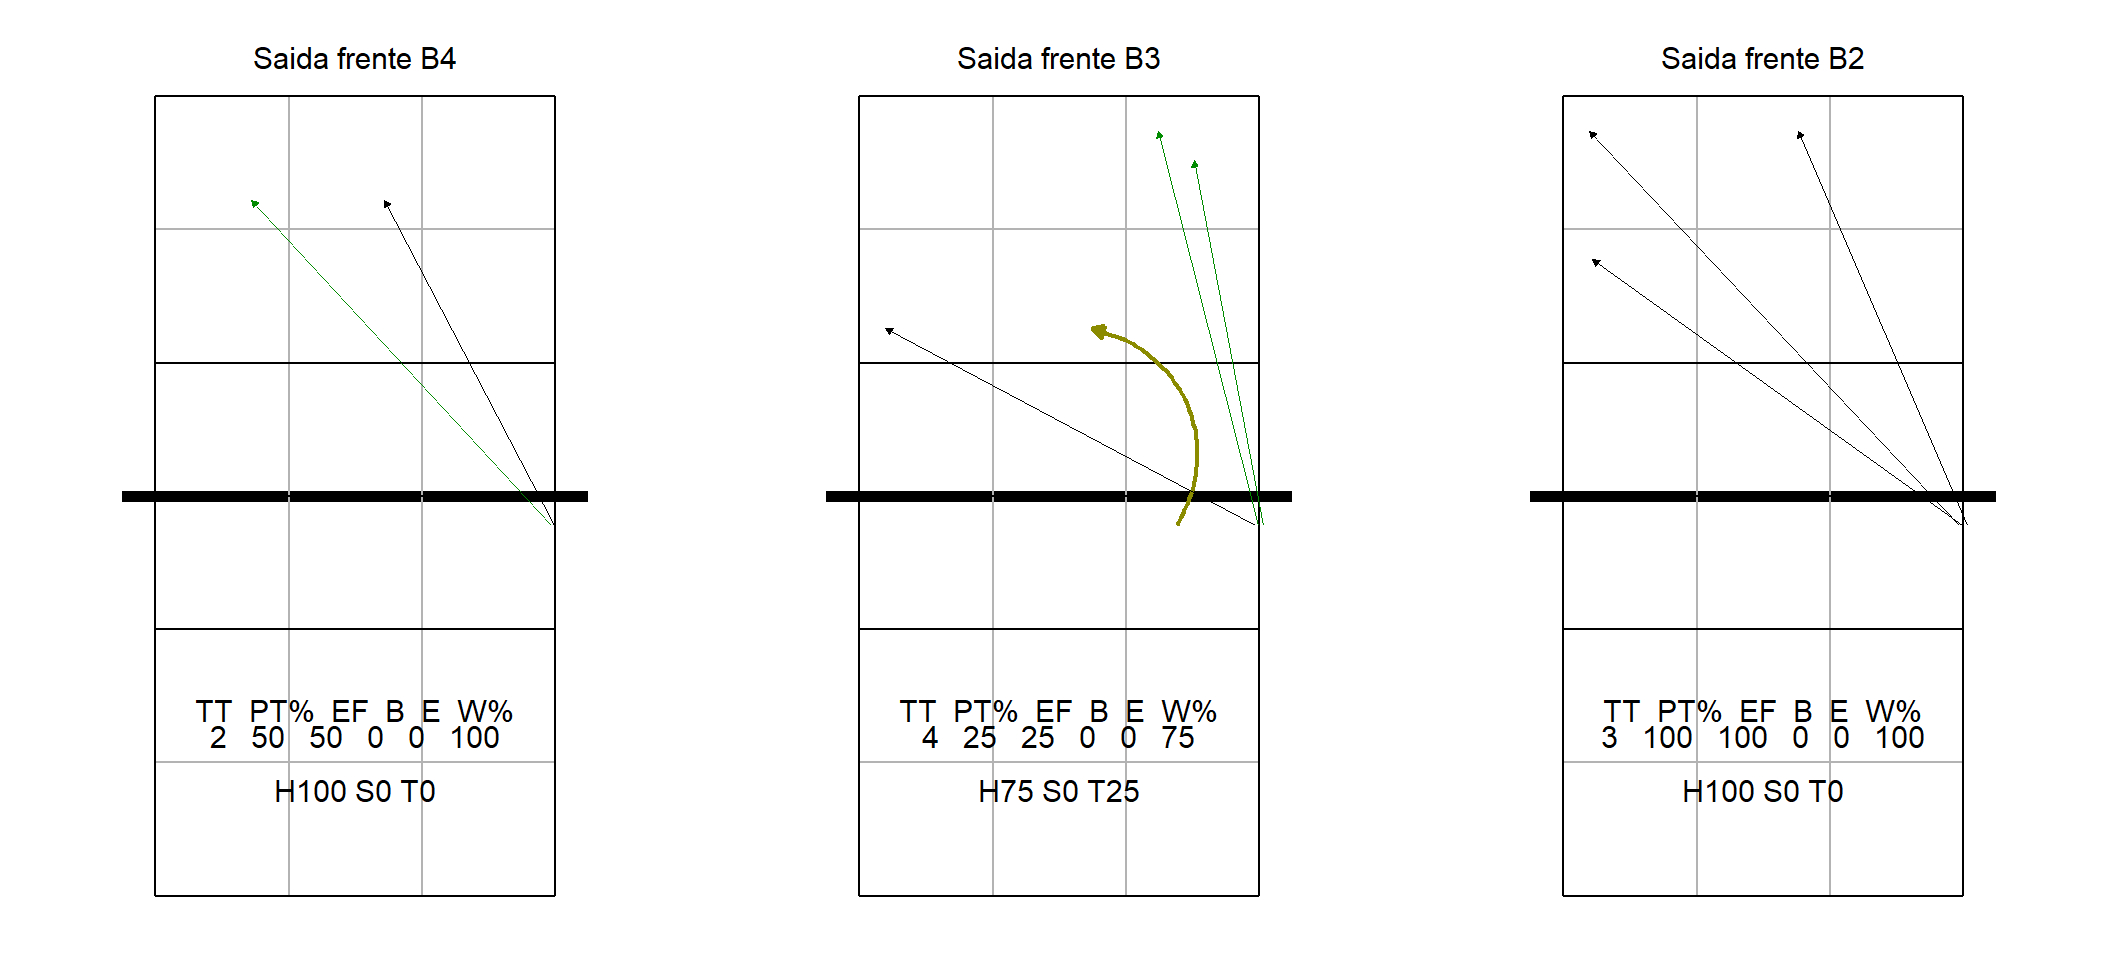 Saida frente B4
TT PT% EF B E W%
2 50 50 0 0 100
H100 S0 T0
Saida frente B3
TT PT% EF B E W%
4 25 25 0 0 75
H75 S0 T25
Saida frente B2
TT PT% EF B E W%
3 100 100 0 0 100
H100 S0 T0